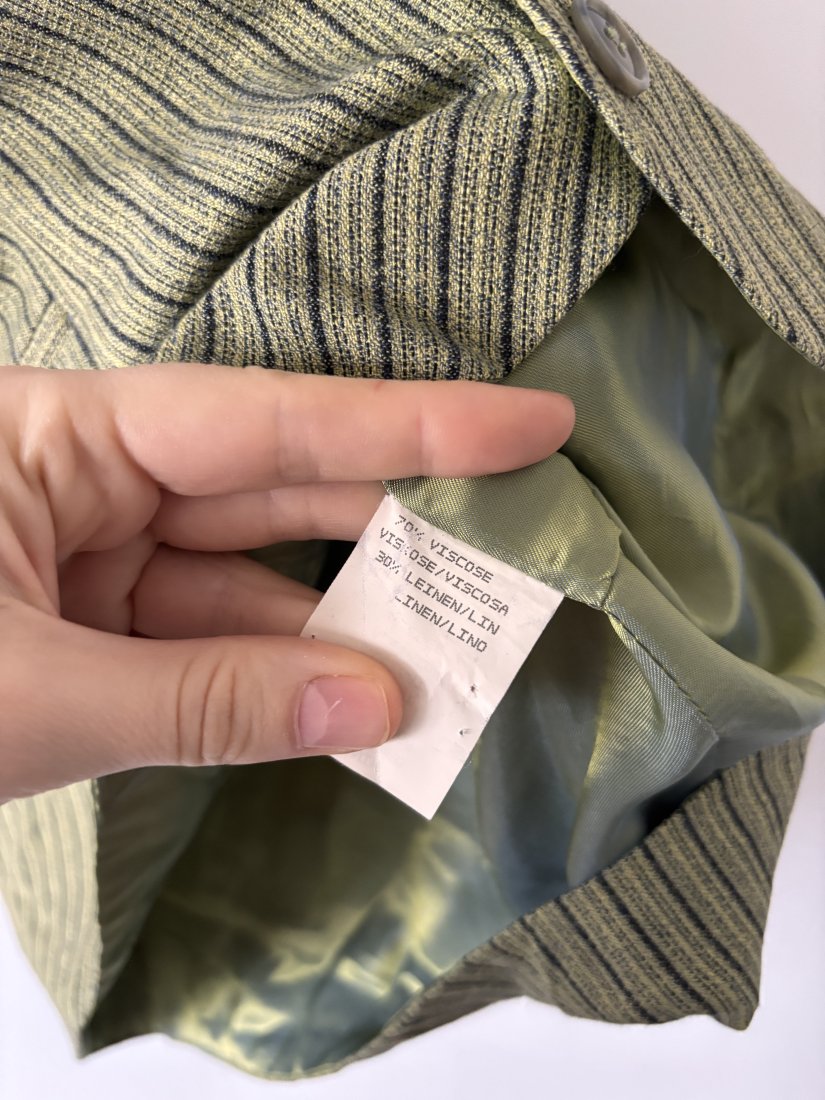 70% VISCOSE
VISCOSE/VISCOSA
30% LEINEN/LIN
LINEN/LINO